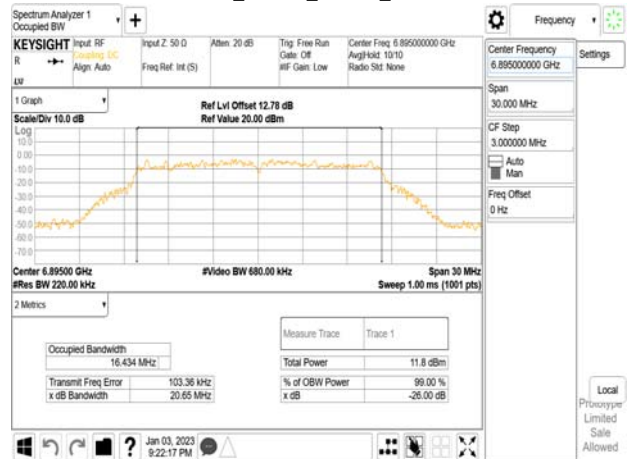 Spectrum Analyzer 1
Occupied BW
Frequency
KEYSIGHT
R
Input: RF
Coupling: DC
Align: Auto
Input Z: 50 Ω
Freq Ref: Int (S)
Atten: 20 dB
Trig: Free Run
Gate: Off
#IF Gain: Low
Center Freq: 6.895000000 GHz
Avg|Hold: 10/10
Radio Std: None
Center Frequency
6.895000000 GHz
Settings
Span
30.000 MHz
CF Step
3.000000 MHz
Auto
Man
Freq Offset
0 Hz
1 Graph
Scale/Div 10.0 dB
Ref Lvl Offset 12.78 dB
Ref Value 20.00 dBm
Log
10.0
0.00
-10.0
-20.0
-30.0
-40.0
-50.0
-60.0
-70.0
Center 6.89500 GHz
#Res BW 220.00 kHz
#Video BW 680.00 kHz
Span 30 MHz
Sweep 1.00 ms (1001 pts)
2 Metrics
Measure Trace
Trace 1
Occupied Bandwidth
16.434 MHz
Total Power
11.8 dBm
Transmit Freq Error
103.36 kHz
% of OBW Power
99.00 %
x dB Bandwidth
20.65 MHz
x dB
-26.00 dB
Local
Prototype
Limited
Sale
Allowed
?
Jan 03, 2023
9:22:17 PM